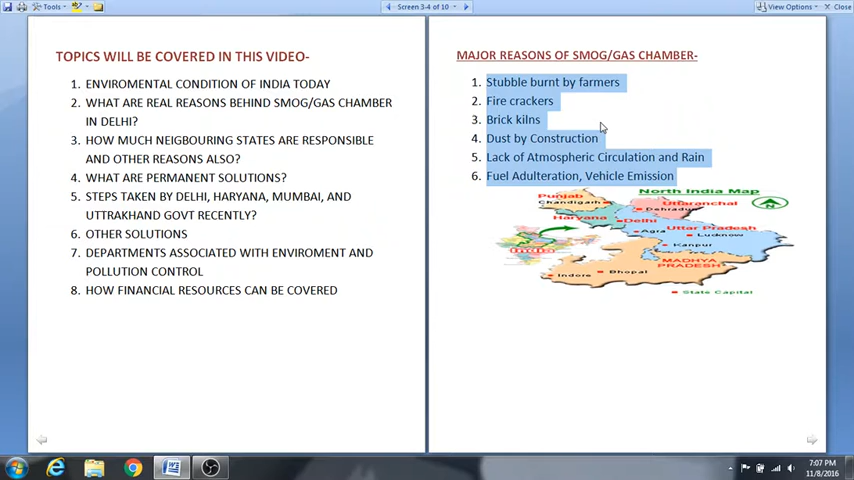 Tools
Screen 3-4 of 10
View Options
Close
TOPICS WILL BE COVERED IN THIS VIDEO-
1. ENVIROMENTAL CONDITION OF INDIA TODAY
2. WHAT ARE REAL REASONS BEHIND SMOG/GAS CHAMBER
IN DELHI?
3. HOW MUCH NEIGBOURING STATES ARE RESPONSIBLE
AND OTHER REASONS ALSO?
4. WHAT ARE PERMANENT SOLUTIONS?
5. STEPS TAKEN BY DELHI, HARYANA, MUMBAI, AND
UTTRAKHAND GOVT RECENTLY?
6. OTHER SOLUTIONS
7. DEPARTMENTS ASSOCIATED WITH ENVIROMENT AND
POLLUTION CONTROL
8. HOW FINANCIAL RESOURCES CAN BE COVERED
MAJOR REASONS OF SMOG/GAS CHAMBER-
1. Stubble burnt by farmers
2. Fire crackers
3. Brick kilns
4. Dust by Construction
5. Lack of Atmospheric Circulation and Rain
6. Fuel Adulteration, Vehicle Emission
North India Map
Punjab
Chandigarh
Uttaranchal
Dehradun
N
Haryana
Delhi
Uttar Pradesh
Agra
Lucknow
Kanpur
India
MADHYA
PRADESH
Bhopal
Indore
State Capital
7:07 PM
11/8/2016